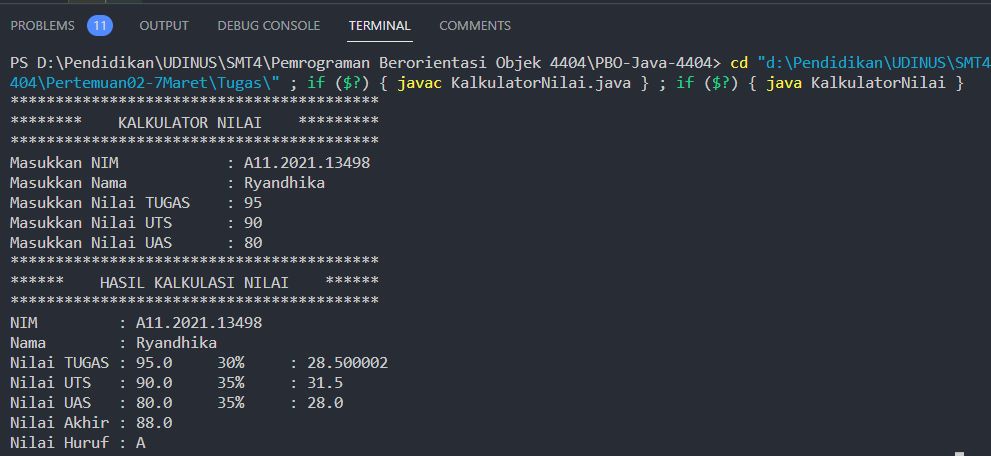 PROBLEMS 11 OUTPUT DEBUG CONSOLE TERMINAL COMMENTS
PS D:\Pendidikan\UDINUS\SMT4\Pemrograman Berorientasi Objek 4404\PBO-Java-4404> cd "d:\Pendidikan\UDINUS\SMT4
404\Pertemuan02-7Maret\Tugas\" ; if ($?) { javac KalkulatorNilai.java } ; if ($?) { java KalkulatorNilai }
*****************************************
********    KALKULATOR NILAI    *********
*****************************************
Masukkan NIM            : A11.2021.13498
Masukkan Nama           : Ryandhika
Masukkan Nilai TUGAS    : 95
Masukkan Nilai UTS      : 90
Masukkan Nilai UAS      : 80
*****************************************
******    HASIL KALKULASI NILAI    ******
*****************************************
NIM         : A11.2021.13498
Nama        : Ryandhika
Nilai TUGAS : 95.0     30%     : 28.500002
Nilai UTS   : 90.0     35%     : 31.5
Nilai UAS   : 80.0     35%     : 28.0
Nilai Akhir : 88.0
Nilai Huruf : A